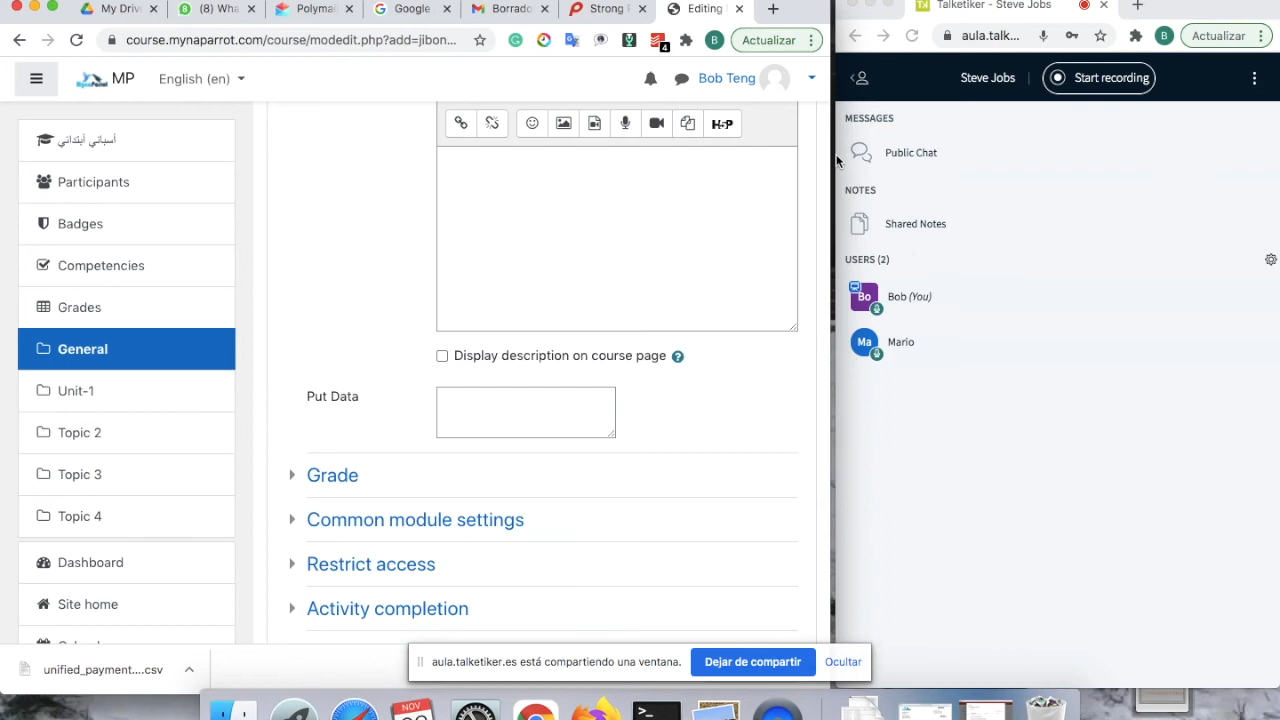 My Driv
(8) Wha
Polymai
Google
Borrado
Strong F
Editing
uno.mymaparrot.com/course/modedit.php?add=jibon...
4
B
Actualizar
MP
English (en)
Bob Teng
أسباني أبتدائي
Participants
Badges
Competencies
Grades
General
Unit-1
Topic 2
Topic 3
Topic 4
Dashboard
Site home
H-P
Display description on course page
Put Data
Grade
Common module settings
Restrict access
Activity completion
unified_payment....csv
aula.talketiker.es está compartiendo una ventana.
Dejar de compartir
Ocultar
NOV
Talketiker - Steve Jobs
aula.talk...
B
Actualizar
Steve Jobs
Start recording
MESSAGES
Public Chat
NOTES
Shared Notes
USERS (2)
Bo
Bob (You)
Ma
Mario